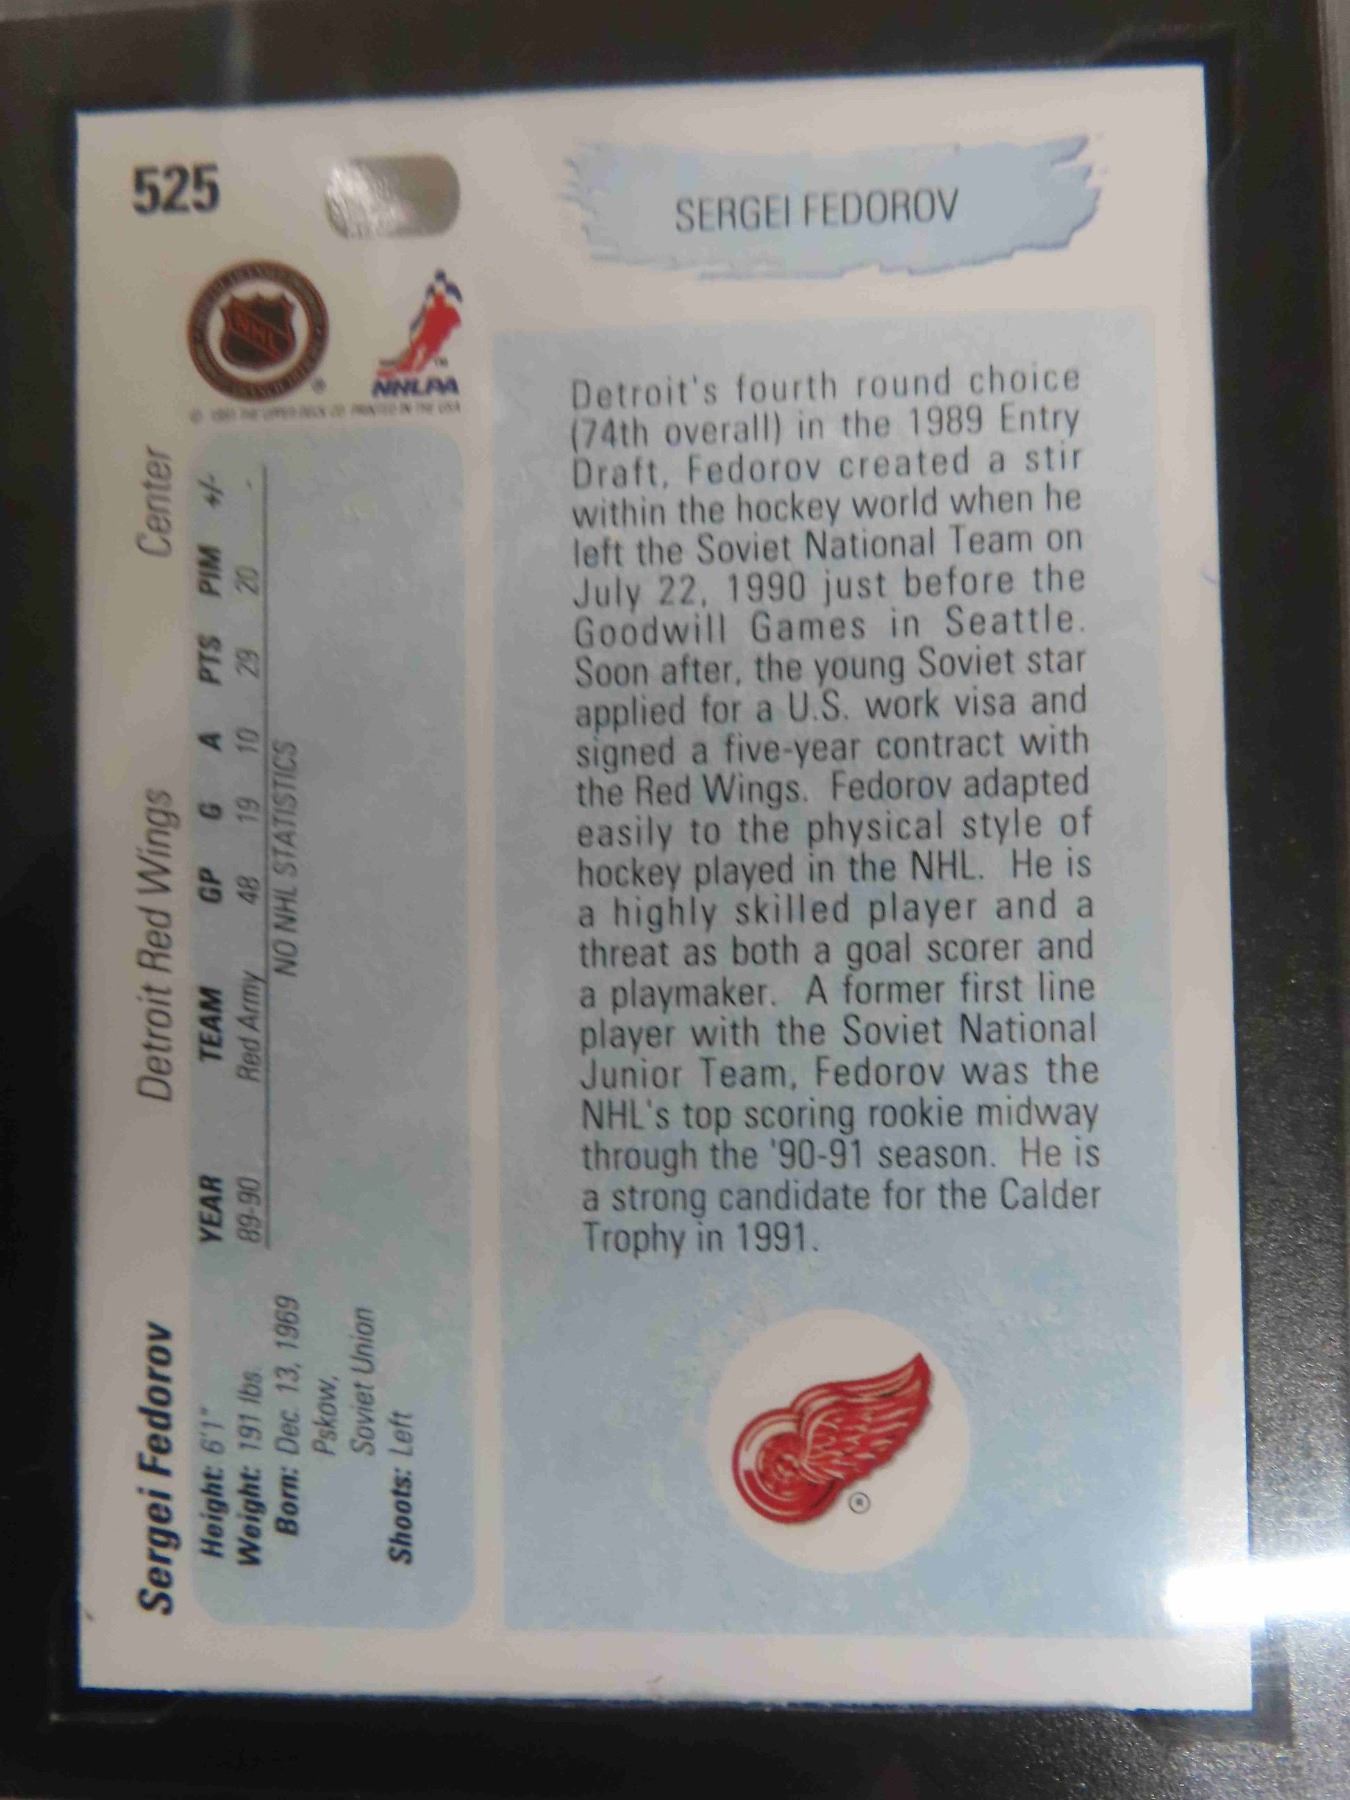 525
SERGEI FEDOROV
NHL
®
™
NHLPA
PRINTED IN THE USA
Detroit's fourth round choice
(74th overall) in the 1989 Entry
Draft, Fedorov created a stir
within the hockey world when he
left the Soviet National Team on
July 22, 1990 just before the
Goodwill Games in Seattle.
Soon after, the young Soviet star
applied for a U.S. work visa and
signed a five-year contract with
the Red Wings. Fedorov adapted
easily to the physical style of
hockey played in the NHL. He is
a highly skilled player and a
threat as both a goal scorer and
a playmaker. A former first line
player with the Soviet National
Junior Team, Fedorov was the
NHL's top scoring rookie midway
through the '90-91 season. He is
a strong candidate for the Calder
Trophy in 1991.
®
Sergei Fedorov Detroit Red Wings Center
Height: 6'1"
Weight: 191 lbs.
Born: Dec. 13, 1969
Pskow,
Soviet Union
Shoots: Left
YEAR TEAM GP G A PTS PIM +/-
89-90 Red Army 48 19 10 29 20 -
NO NHL STATISTICS